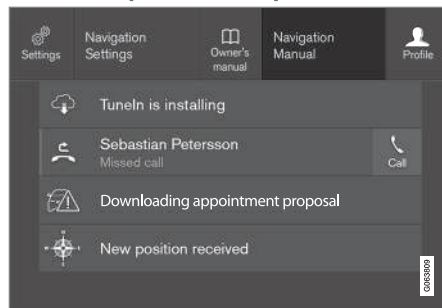 Settings
Navigation
Settings
Owner's
manual
Navigation
Manual
Profile
TuneIn is installing
Sebastian Petersson
Missed call
Call
Downloading appointment proposal
New position received
G063809